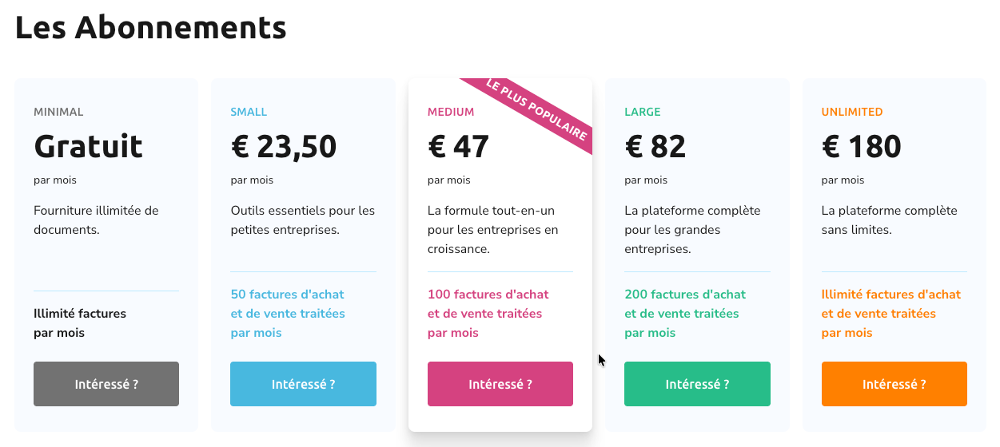 Les Abonnements
MINIMAL
Gratuit
par mois
Fourniture illimitée de
documents.
Illimité factures
par mois
Intéressé ?
SMALL
€ 23,50
par mois
Outils essentiels pour les
petites entreprises.
50 factures d'achat
et de vente traitées
par mois
Intéressé ?
LE PLUS POPULAIRE
MEDIUM
€ 47
par mois
La formule tout-en-un
pour les entreprises en
croissance.
100 factures d'achat
et de vente traitées
par mois
Intéressé ?
LARGE
€ 82
par mois
La plateforme complète
pour les grandes
entreprises.
200 factures d'achat
et de vente traitées
par mois
Intéressé ?
UNLIMITED
€ 180
par mois
La plateforme complète
sans limites.
Illimité factures d'achat
et de vente traitées
par mois
Intéressé ?